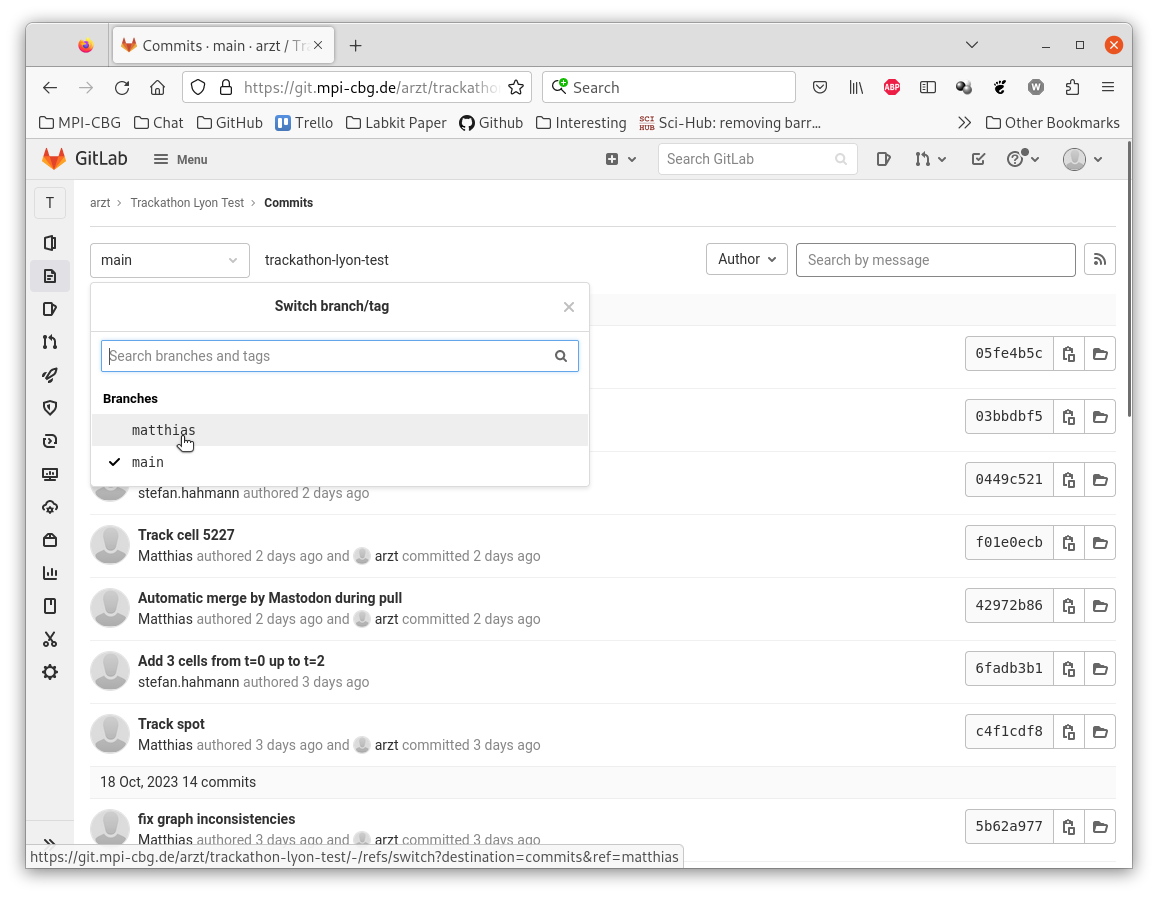 Commits · main · arzt / Tr
https://git.mpi-cbg.de/arzt/trackatho
Search
ABP
W
MPI-CBG Chat GitHub Trello Labkit Paper Github Interesting SCI HUB Sci-Hub: removing barr... Other Bookmarks
GitLab Menu Search GitLab
T
arzt › Trackathon Lyon Test › Commits
main trackathon-lyon-test Author Search by message
Switch branch/tag
Search branches and tags
Branches
matthias
main
05fe4b5c
03bbdbf5
stefan.hahmann authored 2 days ago
0449c521
Track cell 5227
Matthias authored 2 days ago and arzt committed 2 days ago
f01e0ecb
Automatic merge by Mastodon during pull
Matthias authored 2 days ago and arzt committed 2 days ago
42972b86
Add 3 cells from t=0 up to t=2
stefan.hahmann authored 3 days ago
6fadb3b1
Track spot
Matthias authored 3 days ago and arzt committed 3 days ago
c4f1cdf8
18 Oct, 2023 14 commits
fix graph inconsistencies
Matthias authored 3 days ago and arzt committed 3 days ago
5b62a977
https://git.mpi-cbg.de/arzt/trackathon-lyon-test/-/refs/switch?destination=commits&ref=matthias